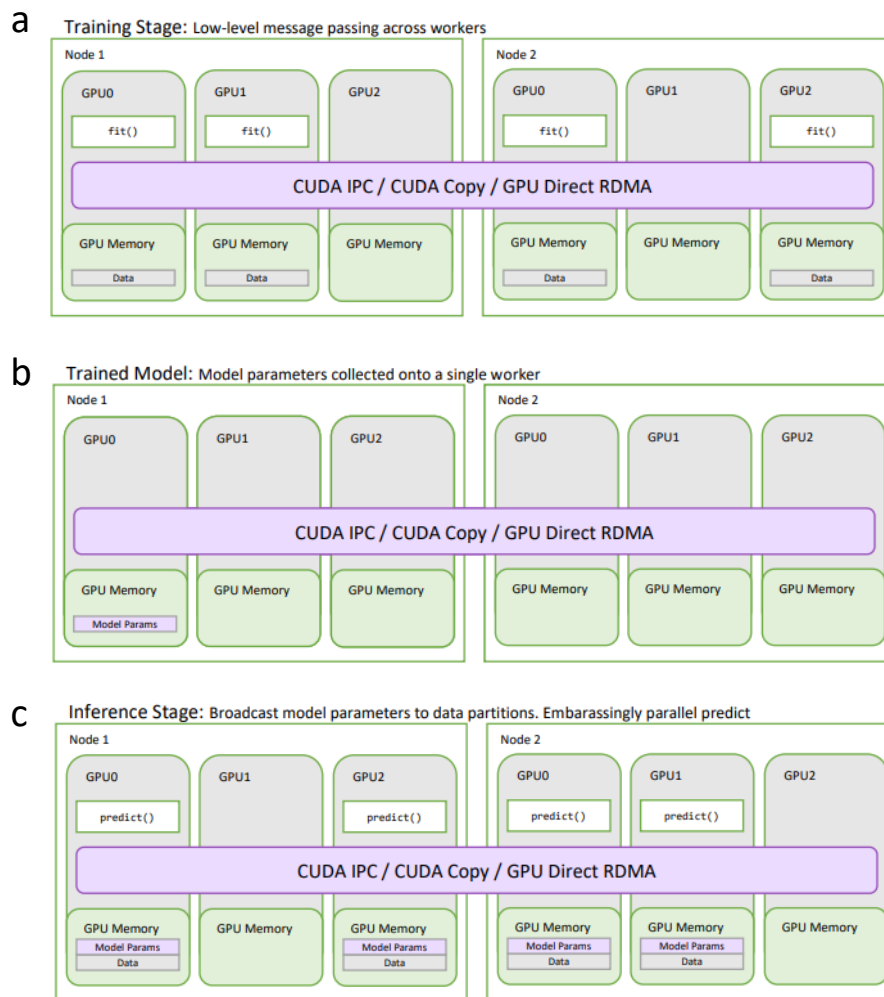 a
Training Stage: Low-level message passing across workers
Node 1
Node 2
GPU0 GPU1 GPU2 GPU0 GPU1 GPU2
fit() fit() fit() fit()
CUDA IPC / CUDA Copy / GPU Direct RDMA
GPU Memory GPU Memory GPU Memory GPU Memory GPU Memory GPU Memory
Data Data Data Data
b
Trained Model: Model parameters collected onto a single worker
Node 1
Node 2
GPU0 GPU1 GPU2 GPU0 GPU1 GPU2
CUDA IPC / CUDA Copy / GPU Direct RDMA
GPU Memory GPU Memory GPU Memory GPU Memory GPU Memory GPU Memory
Model Params
c
Inference Stage: Broadcast model parameters to data partitions. Embarassingly parallel predict
Node 1
Node 2
GPU0 GPU1 GPU2 GPU0 GPU1 GPU2
predict() predict() predict() predict()
CUDA IPC / CUDA Copy / GPU Direct RDMA
GPU Memory GPU Memory GPU Memory GPU Memory GPU Memory GPU Memory
Model Params Model Params Model Params Model Params
Data Data Data Data